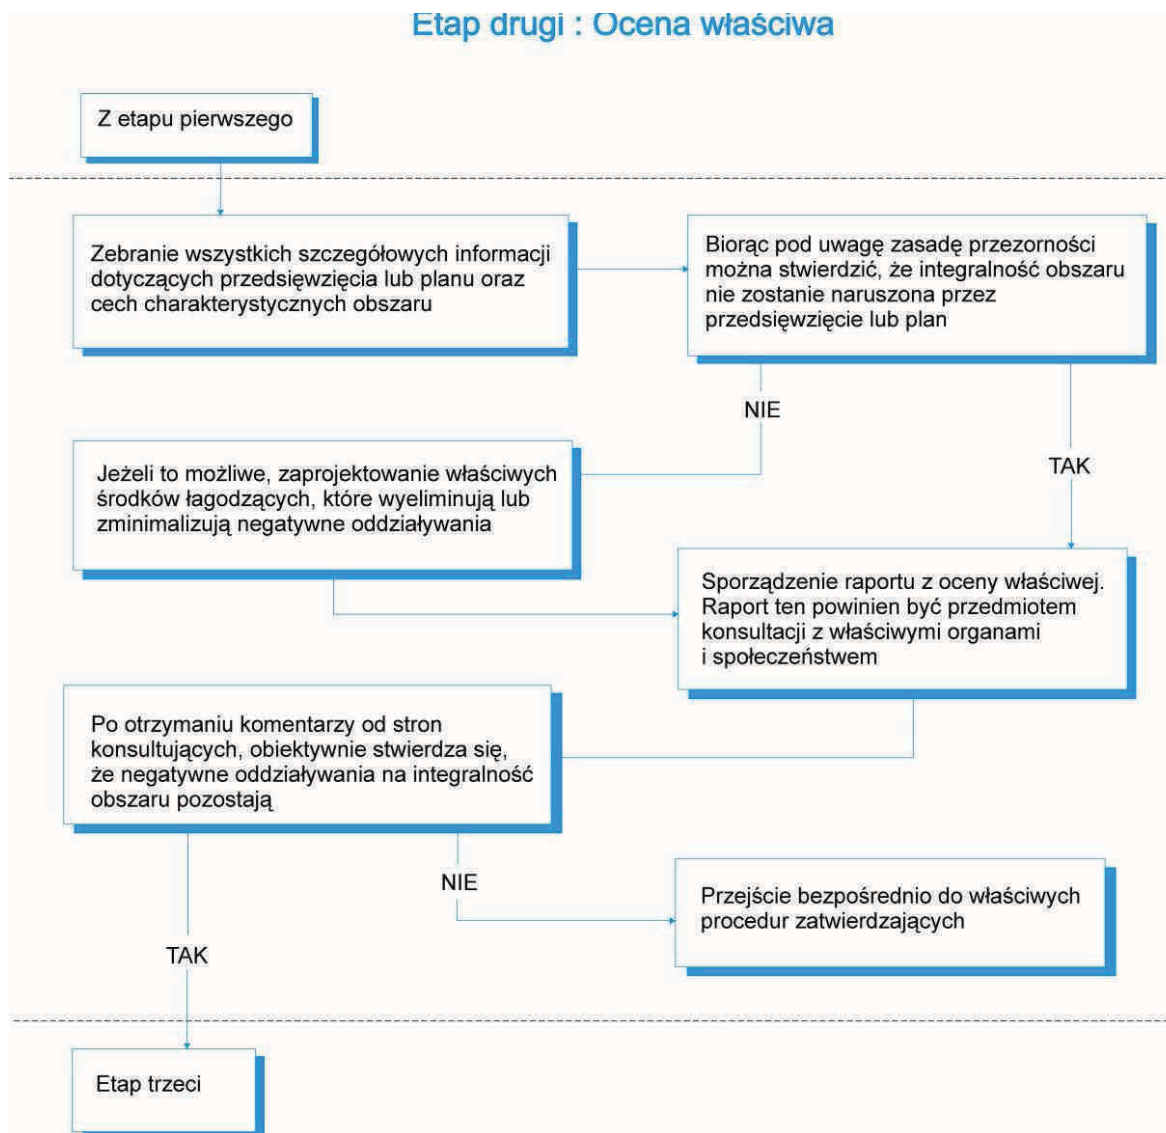 Etap drugi : Ocena właściwa
Z etapu pierwszego
Zebranie wszystkich szczegółowych informacji
dotyczących przedsięwzięcia lub planu oraz
cech charakterystycznych obszaru
Biorąc pod uwagę zasadę przezorności
można stwierdzić, że integralność obszaru
nie zostanie naruszona przez
przedsięwzięcie lub plan
NIE
TAK
Jeżeli to możliwe, zaprojektowanie właściwych
środków łagodzących, które wyeliminują lub
zminimalizują negatywne oddziaływania
Sporządzenie raportu z oceny właściwej.
Raport ten powinien być przedmiotem
konsultacji z właściwymi organami
i społeczeństwem
Po otrzymaniu komentarzy od stron
konsultujących, obiektywnie stwierdza się,
że negatywne oddziaływania na integralność
obszaru pozostają
NIE
TAK
Przejście bezpośrednio do właściwych
procedur zatwierdzających
Etap trzeci